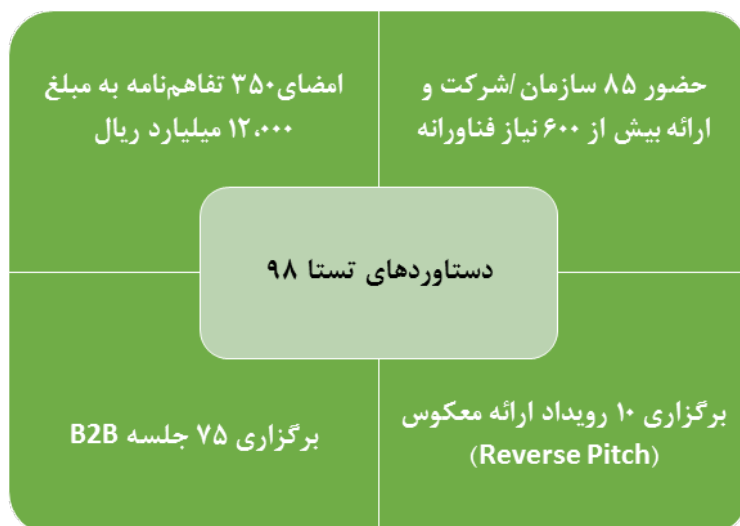 حضور ۸۵ سازمان/شرکت و
ارائه بیش از ۶۰۰ نیاز فناورانه
امضای۳۵۰ تفاهم‌نامه به مبلغ
۱۲،۰۰۰ میلیارد ریال
دستاوردهای تستا ۹۸
برگزاری ۱۰ رویداد ارائه معکوس
(Reverse Pitch)
برگزاری ۷۵ جلسه B2B